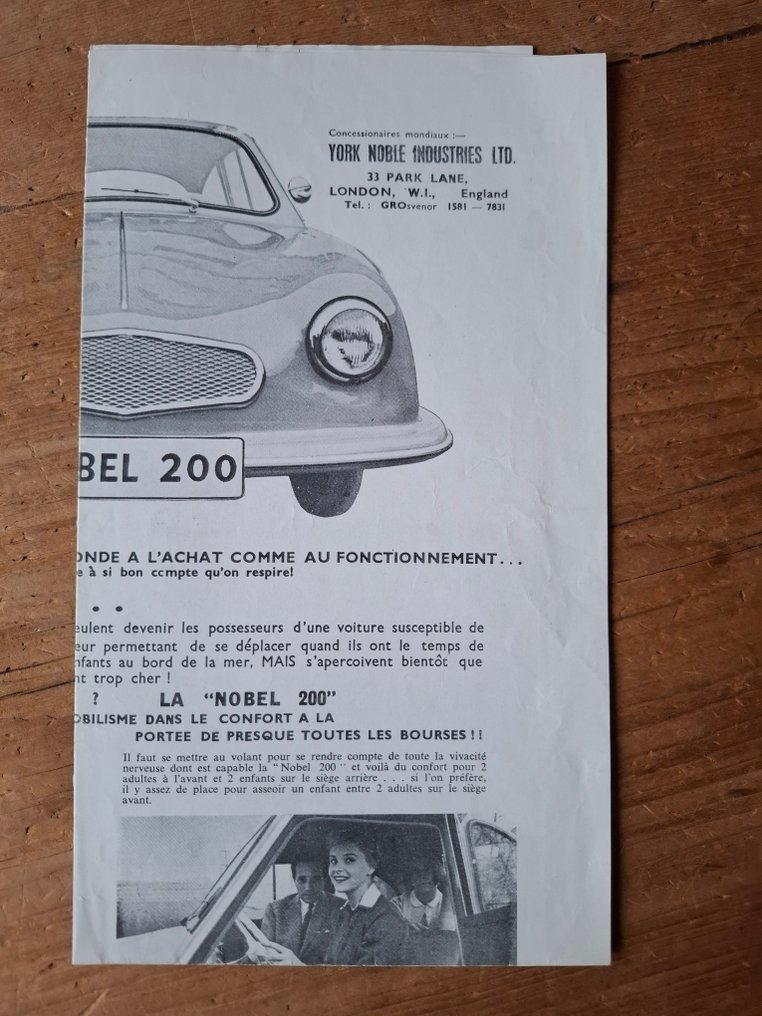 Concessionaires mondiaux :—
YORK NOBLE INDUSTRIES LTD.
33 PARK LANE,
LONDON, W.I., England
Tel. : GROsvenor 1581 — 7831
BEL 200
ONDE A L'ACHAT COMME AU FONCTIONNEMENT...
e à si bon ccmpte qu'on respire!
. .
eulent devenir les possesseurs d'une voiture susceptible de
eur permettant de se déplacer quand ils ont le temps de
nfants au bord de la mer, MAIS s'apercoivent bientôt que
nt trop cher !
? LA "NOBEL 200"
OBILISME DANS LE CONFORT A LA
PORTEE DE PRESQUE TOUTES LES BOURSES ! !
Il faut se mettre au volant pour se rendre compte de toute la vivacité
nerveuse dont est capable la "Nobel 200" et voilà du confort pour 2
adultes à l'avant et 2 enfants sur le siège arrière . . . si l'on préfère,
il y assez de place pour asseoir un enfant entre 2 adultes sur le siège
avant.